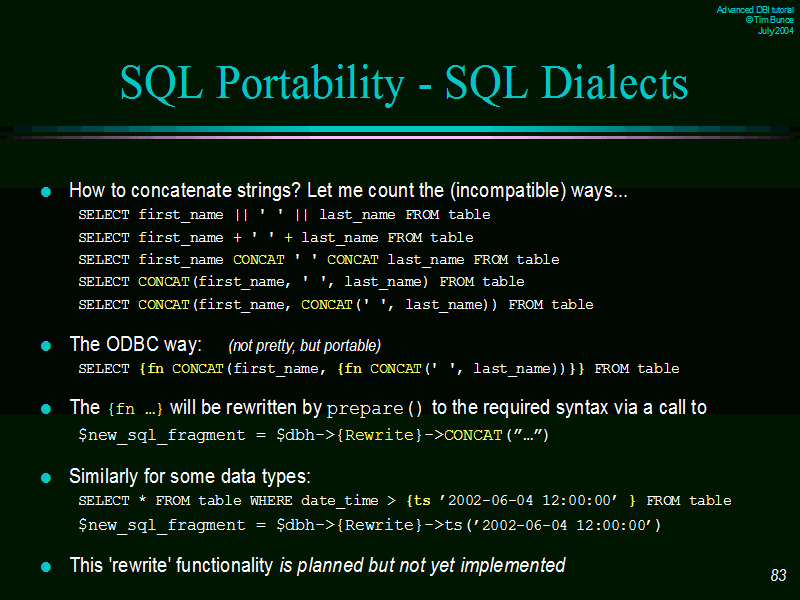 Advanced DBI tutorial
© Tim Bunce
July 2004
SQL Portability - SQL Dialects
How to concatenate strings? Let me count the (incompatible) ways...
SELECT first_name || ' ' || last_name FROM table
SELECT first_name + ' ' + last_name FROM table
SELECT first_name CONCAT ' ' CONCAT last_name FROM table
SELECT CONCAT(first_name, ' ', last_name) FROM table
SELECT CONCAT(first_name, CONCAT(' ', last_name)) FROM table
The ODBC way: (not pretty, but portable)
SELECT {fn CONCAT(first_name, {fn CONCAT(' ', last_name))}} FROM table
The {fn …} will be rewritten by prepare() to the required syntax via a call to
$new_sql_fragment = $dbh->{Rewrite}->CONCAT(”…”)
Similarly for some data types:
SELECT * FROM table WHERE date_time > {ts ’2002-06-04 12:00:00’ } FROM table
$new_sql_fragment = $dbh->{Rewrite}->ts(’2002-06-04 12:00:00’)
This 'rewrite' functionality is planned but not yet implemented
83